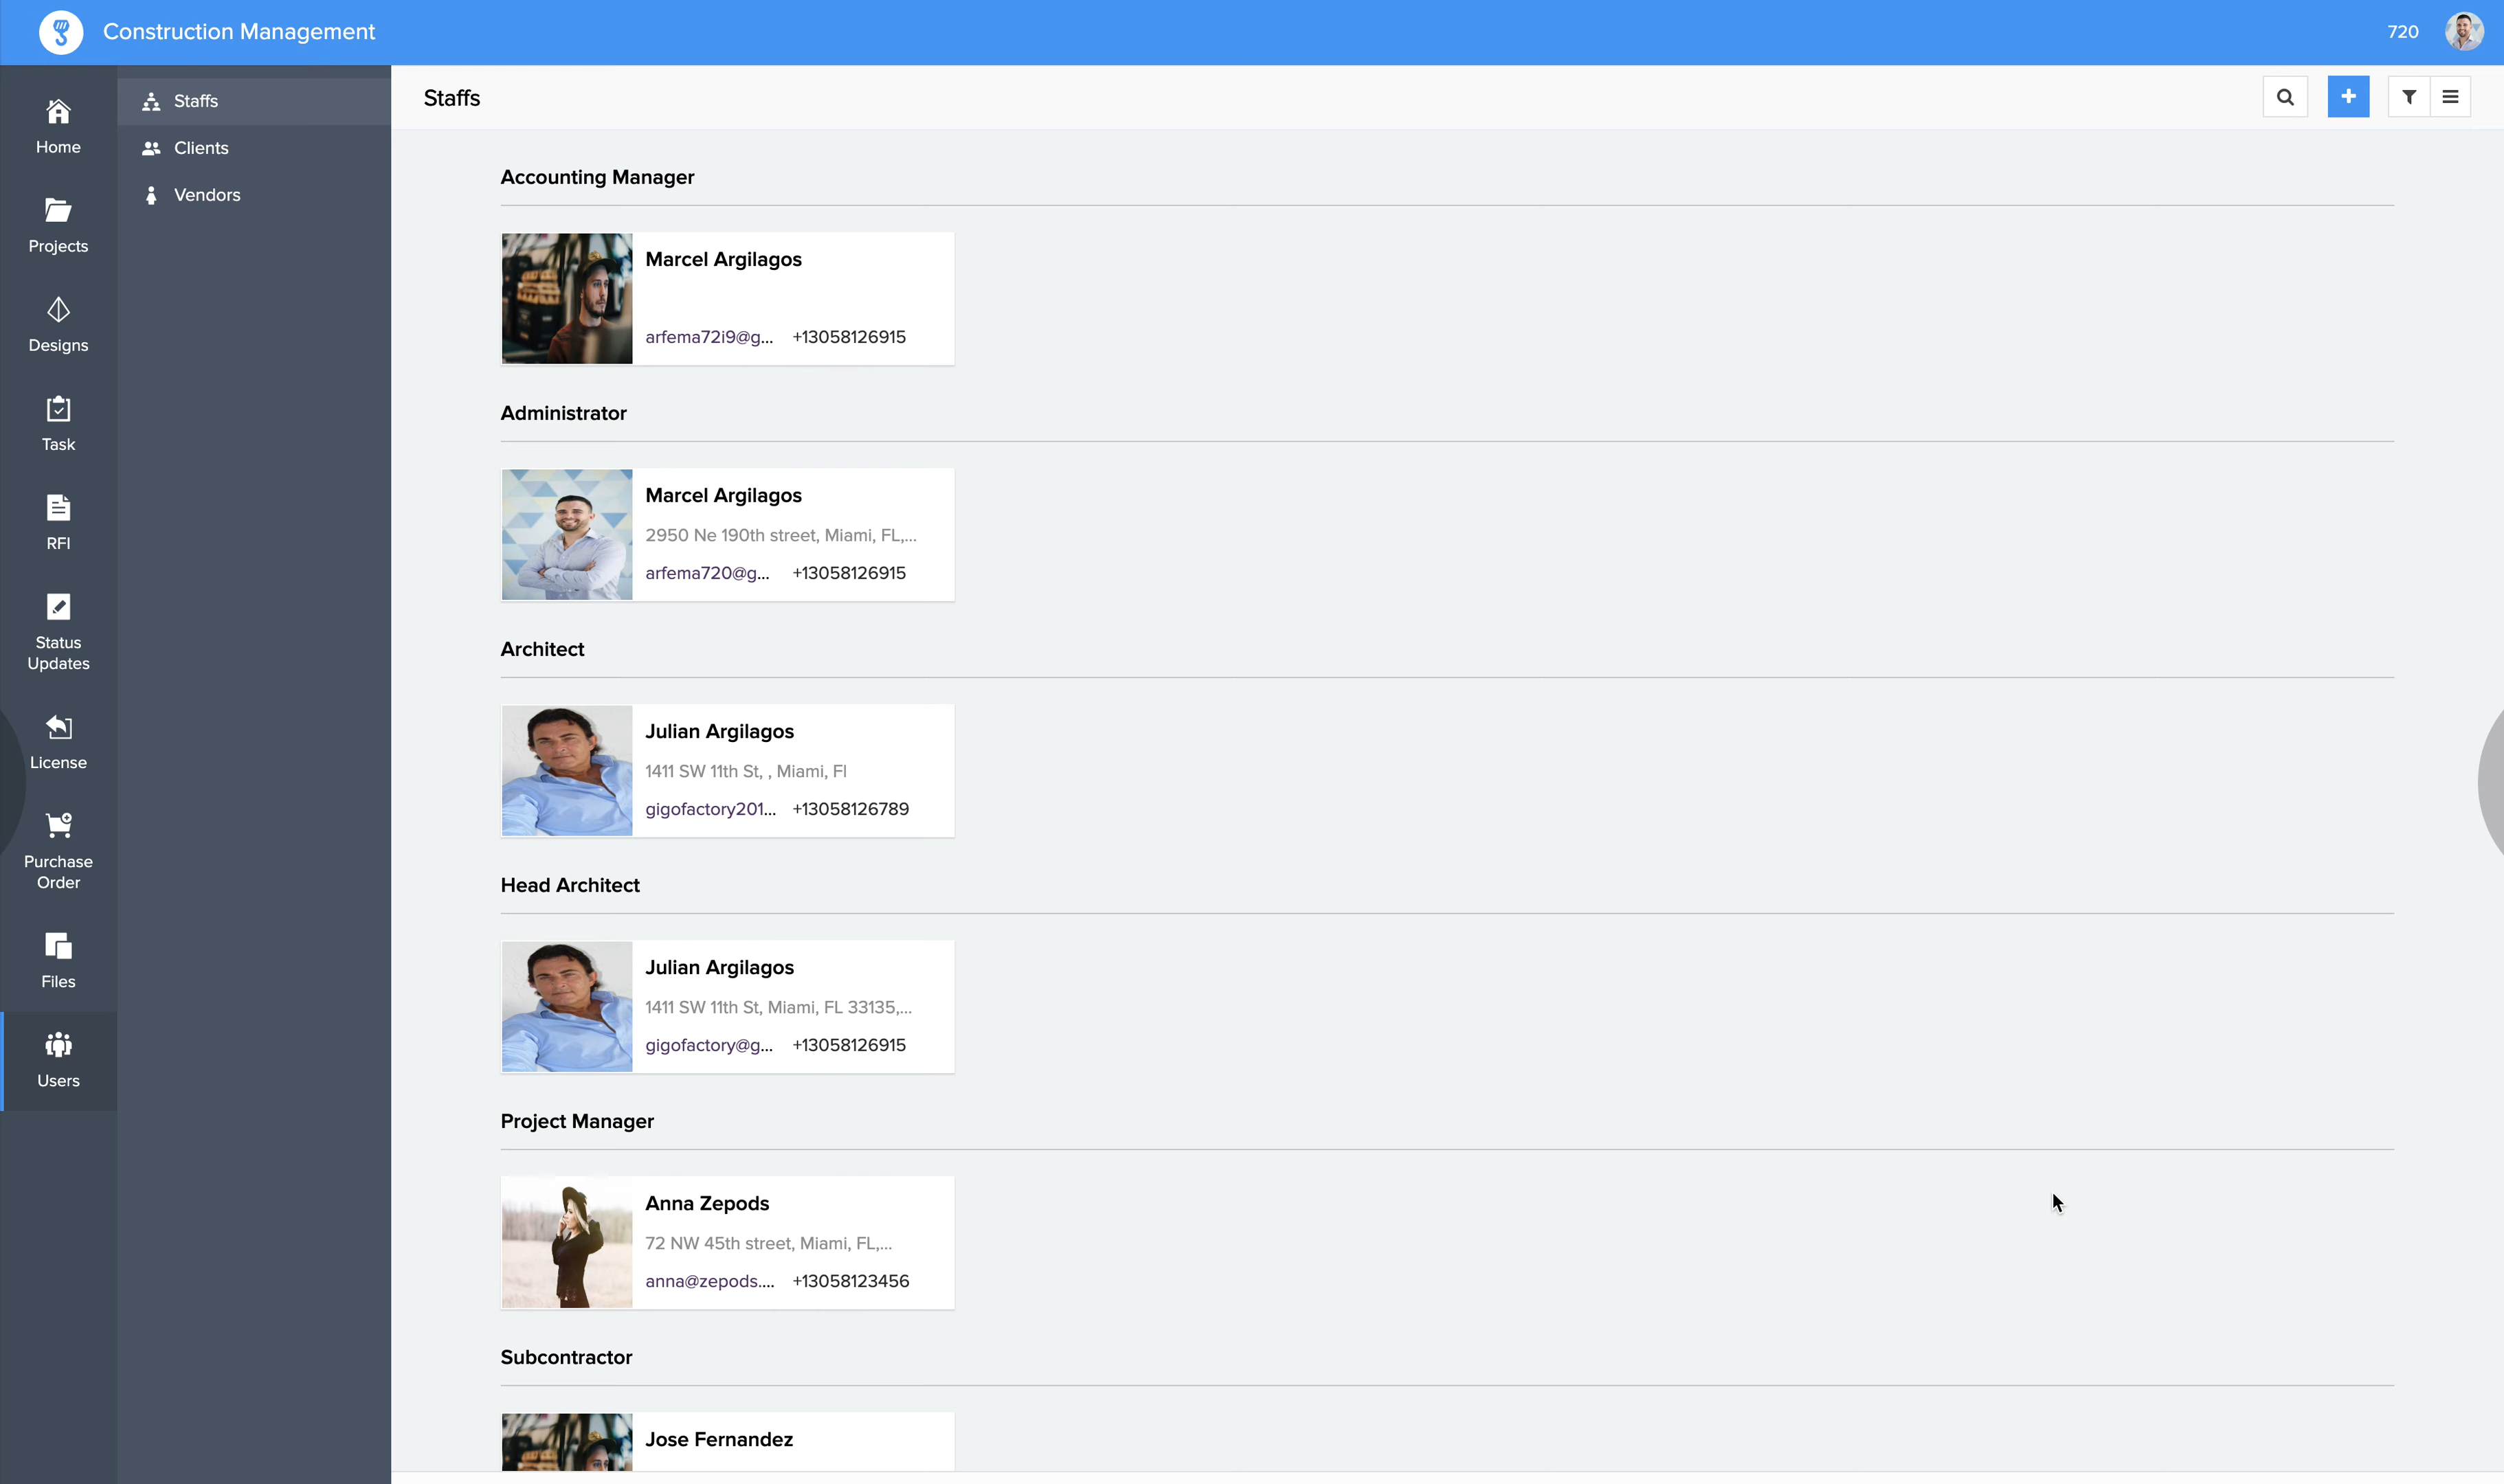 Construction Management
720
Home
Projects
Designs
Task
RFI
Status
Updates
License
Purchase
Order
Files
Users
Staffs
Clients
Vendors
Staffs
Accounting Manager
Marcel Argilagos
arfema72i9@g... +13058126915
Administrator
Marcel Argilagos
2950 Ne 190th street, Miami, FL,...
arfema720@g... +13058126915
Architect
Julian Argilagos
1411 SW 11th St, , Miami, Fl
gigofactory201... +13058126789
Head Architect
Julian Argilagos
1411 SW 11th St, Miami, FL 33135,...
gigofactory@g... +13058126915
Project Manager
Anna Zepods
72 NW 45th street, Miami, FL,...
anna@zepods.... +13058123456
Subcontractor
Jose Fernandez